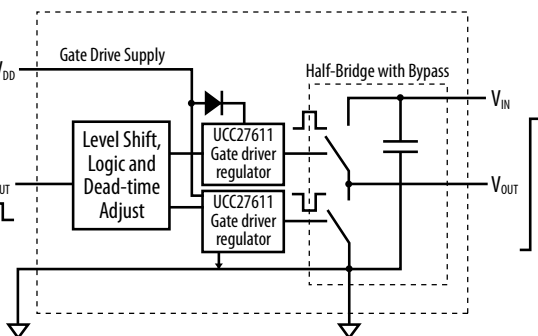 V_DD
Gate Drive Supply
Half-Bridge with Bypass
V_IN
UCC27611
Gate driver
regulator
Level Shift,
Logic and
Dead-time
Adjust
V_OUT
UCC27611
Gate driver
regulator